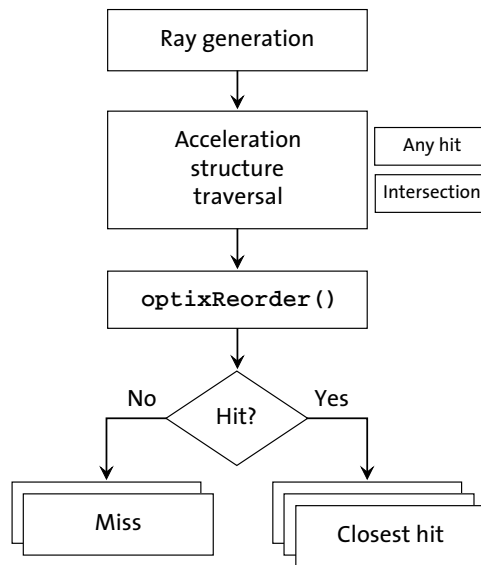 Ray generation
Acceleration
structure
traversal
Any hit
Intersection
optixReorder()
Hit?
No
Yes
Miss
Closest hit